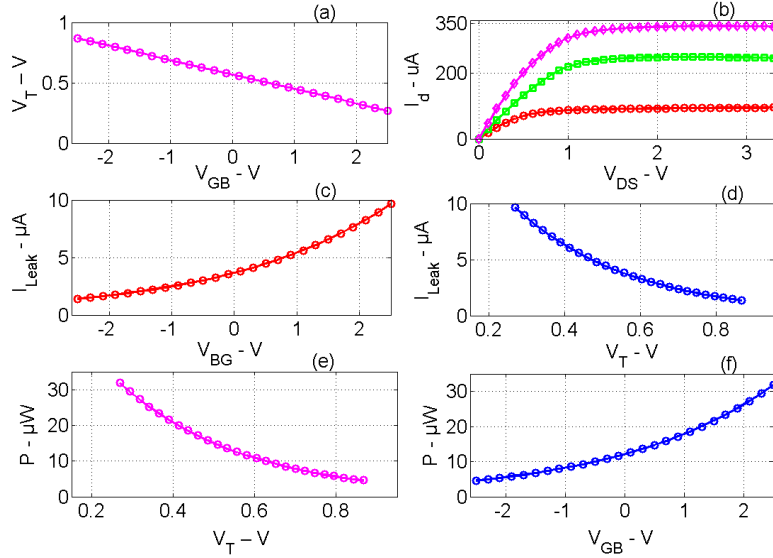 (a)
1
0.5
0
V_T – V
-2 -1 0 1 2
V_GB - V
(b)
350
200
0
I_d - uA
0 1 2 3
V_DS - V
(c)
10
5
0
I_Leak - µA
-2 -1 0 1 2
V_BG - V
(d)
10
5
0
I_Leak - µA
0.2 0.4 0.6 0.8
V_T - V
(e)
30
20
10
0
P - µW
0.2 0.4 0.6 0.8
V_T – V
(f)
30
20
10
0
P - µW
-2 -1 0 1 2
V_GB - V